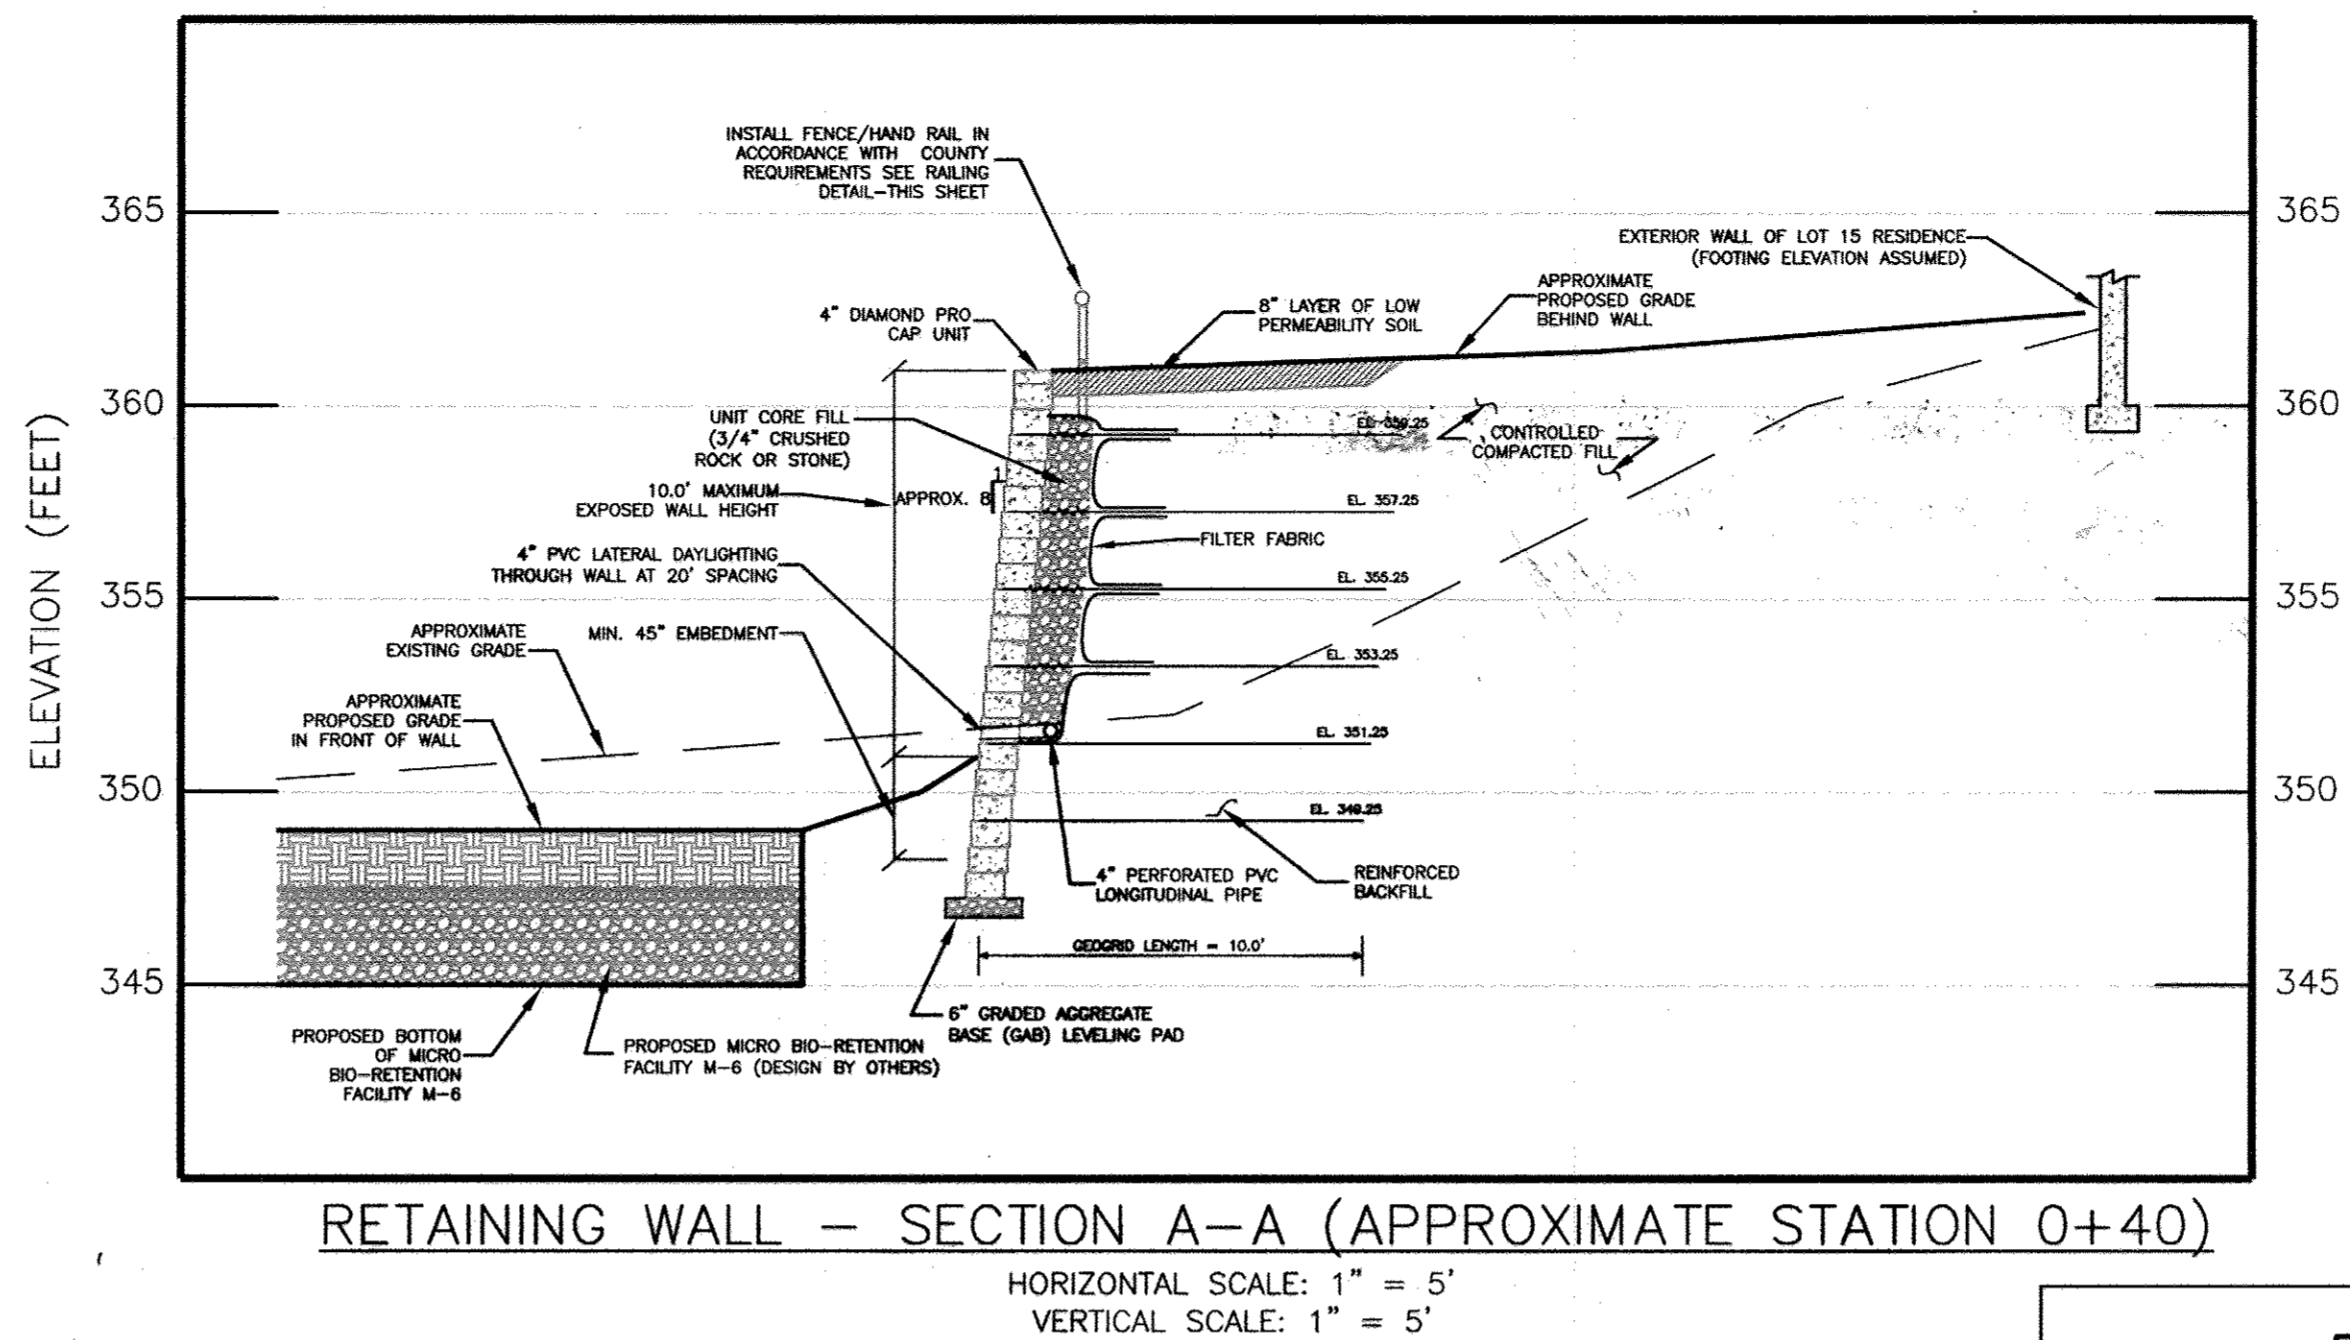 INSTALL FENCE/HAND RAIL IN
ACCORDANCE WITH COUNTY
REQUIREMENTS SEE RAILING
DETAIL-THIS SHEET
365
365
EXTERIOR WALL OF LOT 15 RESIDENCE
(FOOTING ELEVATION ASSUMED)
APPROXIMATE
PROPOSED GRADE
BEHIND WALL
8" LAYER OF LOW
PERMEABILITY SOIL
4" DIAMOND PRO
CAP UNIT
360
360
UNIT CORE FILL
(3/4" CRUSHED
ROCK OR STONE)
EL. 359.25
CONTROLLED
COMPACTED FILL
1
APPROX. 8
10.0' MAXIMUM
EXPOSED WALL HEIGHT
EL. 357.25
FILTER FABRIC
4" PVC LATERAL DAYLIGHTING
THROUGH WALL AT 20' SPACING
EL. 355.25
355
355
ELEVATION (FEET)
APPROXIMATE
EXISTING GRADE
MIN. 45" EMBEDMENT
EL. 353.25
APPROXIMATE
PROPOSED GRADE
IN FRONT OF WALL
EL. 351.25
350
350
EL. 349.25
4" PERFORATED PVC
LONGITUDINAL PIPE
REINFORCED
BACKFILL
GEOGRID LENGTH = 10.0'
345
345
6" GRADED AGGREGATE
BASE (GAB) LEVELING PAD
PROPOSED BOTTOM
OF MICRO
BIO-RETENTION
FACILITY M-6
PROPOSED MICRO BIO-RETENTION
FACILITY M-6 (DESIGN BY OTHERS)
RETAINING WALL - SECTION A-A (APPROXIMATE STATION 0+40)
HORIZONTAL SCALE: 1" = 5'
VERTICAL SCALE: 1" = 5'